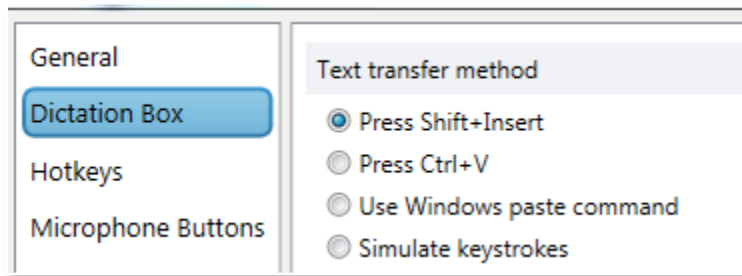 General
Dictation Box
Hotkeys
Microphone Buttons
Text transfer method
Press Shift+Insert
Press Ctrl+V
Use Windows paste command
Simulate keystrokes